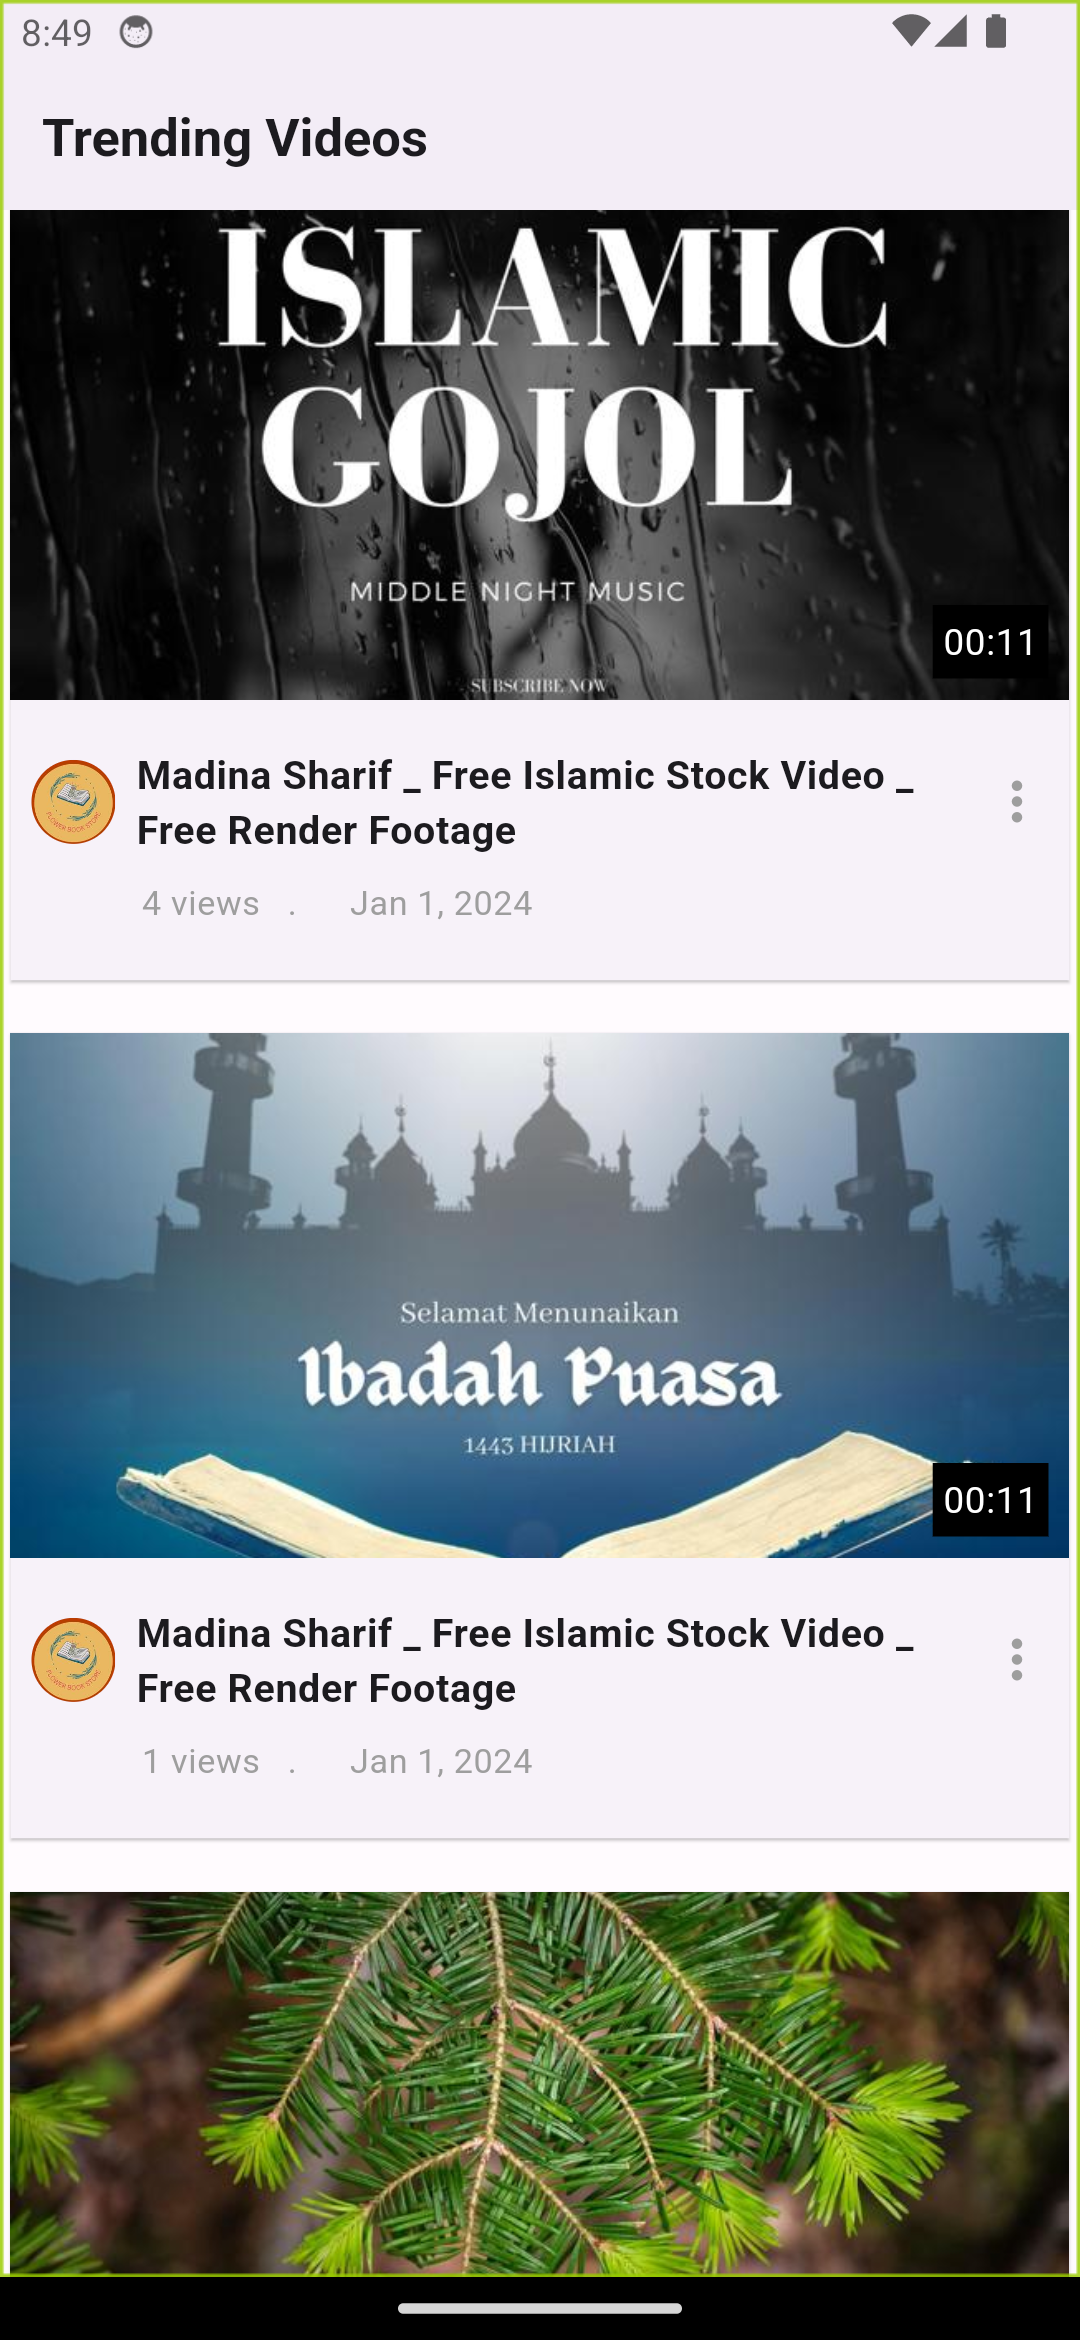 8:49
Trending Videos
ISLAMIC
GOJOL
MIDDLE NIGHT MUSIC
SUBSCRIBE NOW
00:11
Madina Sharif _ Free Islamic Stock Video _
Free Render Footage
4 views . Jan 1, 2024
Selamat Menunaikan
Ibadah Puasa
1443 HIJRIAH
00:11
Madina Sharif _ Free Islamic Stock Video _
Free Render Footage
1 views . Jan 1, 2024